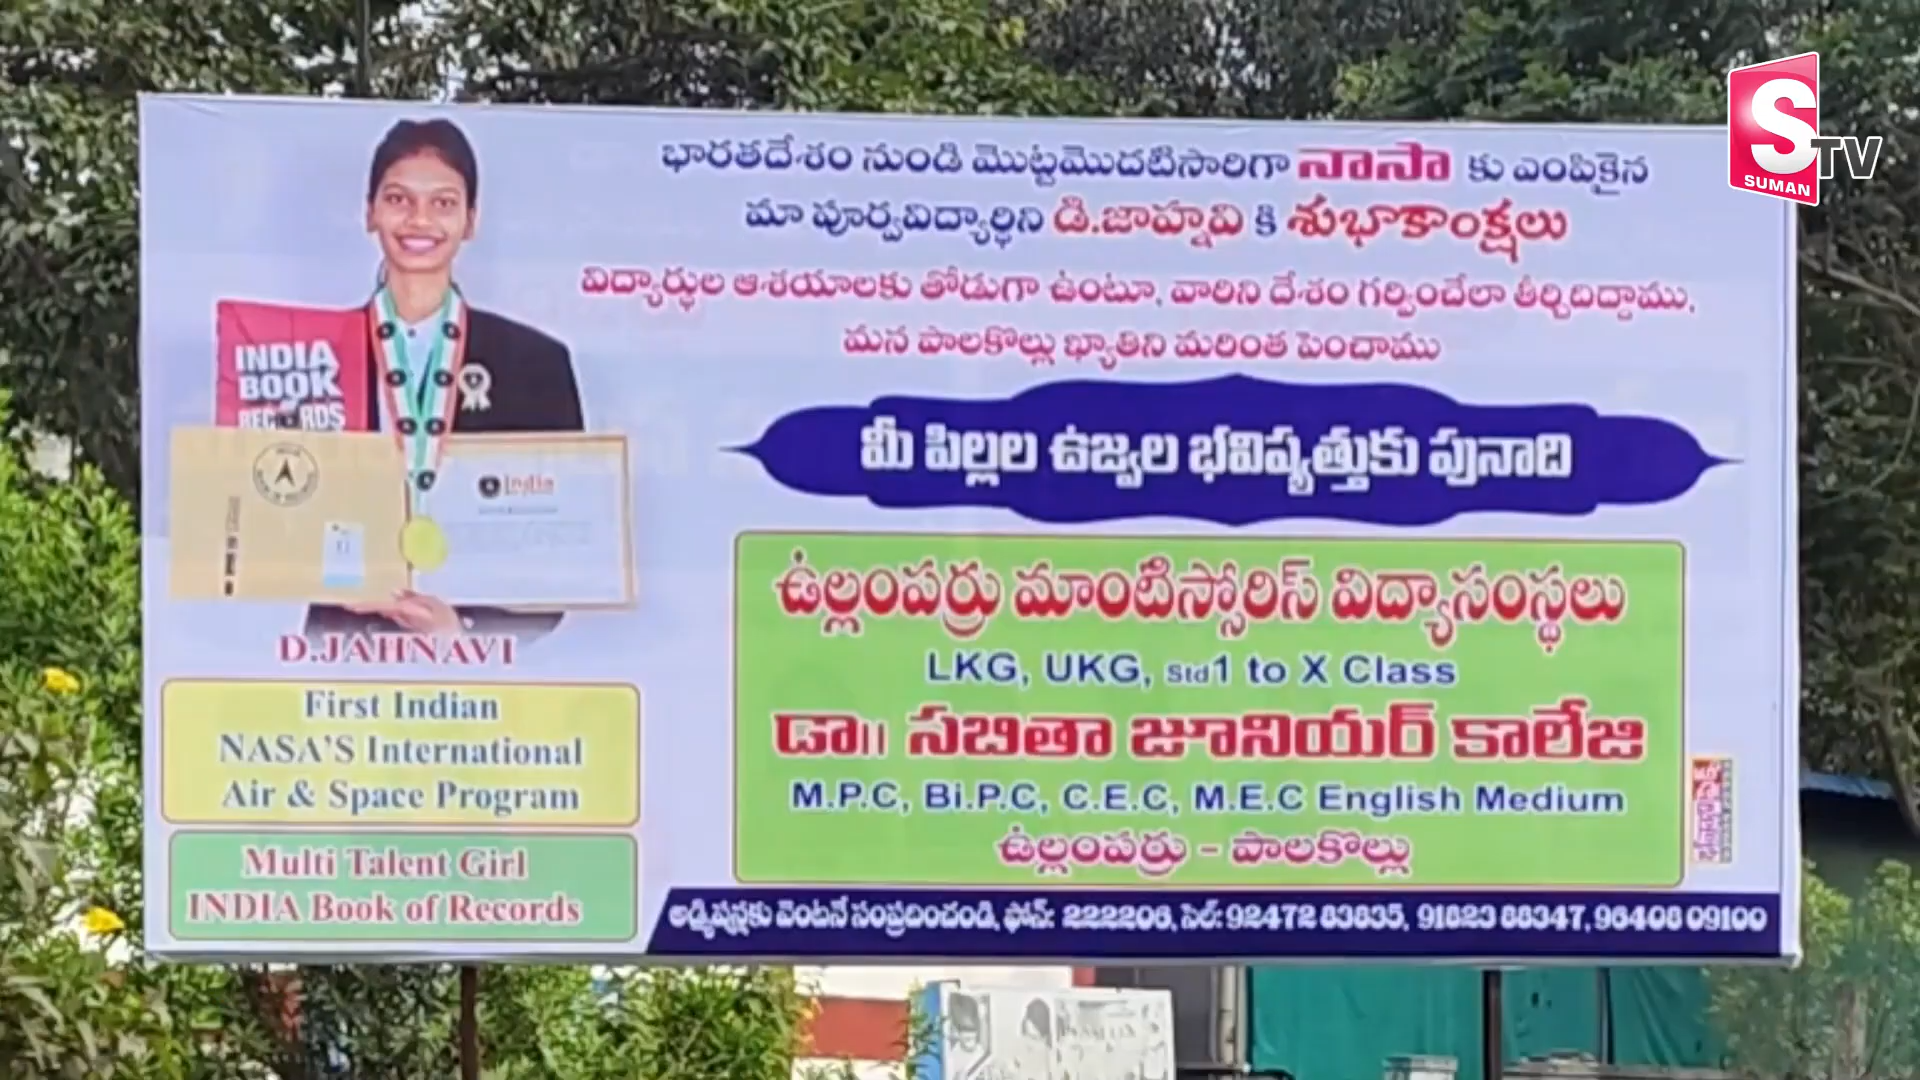 భారతదేశం నుండి మొట్టమొదటిసారిగా నాసా కు ఎంపికైన
మా పూర్వవిద్యార్థిని డి.జాహ్నవి కి శుభాకాంక్షలు
విద్యార్థుల ఆశయాలకు తోడుగా ఉంటూ, వారిని దేశం గర్వించేలా తీర్చిదిద్దాము,
మన పాలకొల్లు ఖ్యాతిని మరింత పెంచాము
మీ పిల్లల ఉజ్వల భవిష్యత్తుకు పునాది
ఉల్లంపర్రు మాంటిస్సోరిస్ విద్యాసంస్థలు
LKG, UKG, Std1 to X Class
డా|| సబితా జూనియర్ కాలేజి
M.P.C, Bi.P.C, C.E.C, M.E.C English Medium
ఉల్లంపర్రు - పాలకొల్లు
అడ్మిషన్లకు వెంటనే సంప్రదించండి, ఫోన్: 222206, సెల్: 92472 83835, 91823 88347, 96408 09100
INDIA
BOOK
RECORDS
India
D.JAHNAVI
First Indian
NASA'S International
Air & Space Program
Multi Talent Girl
INDIA Book of Records
S TV
SUMAN